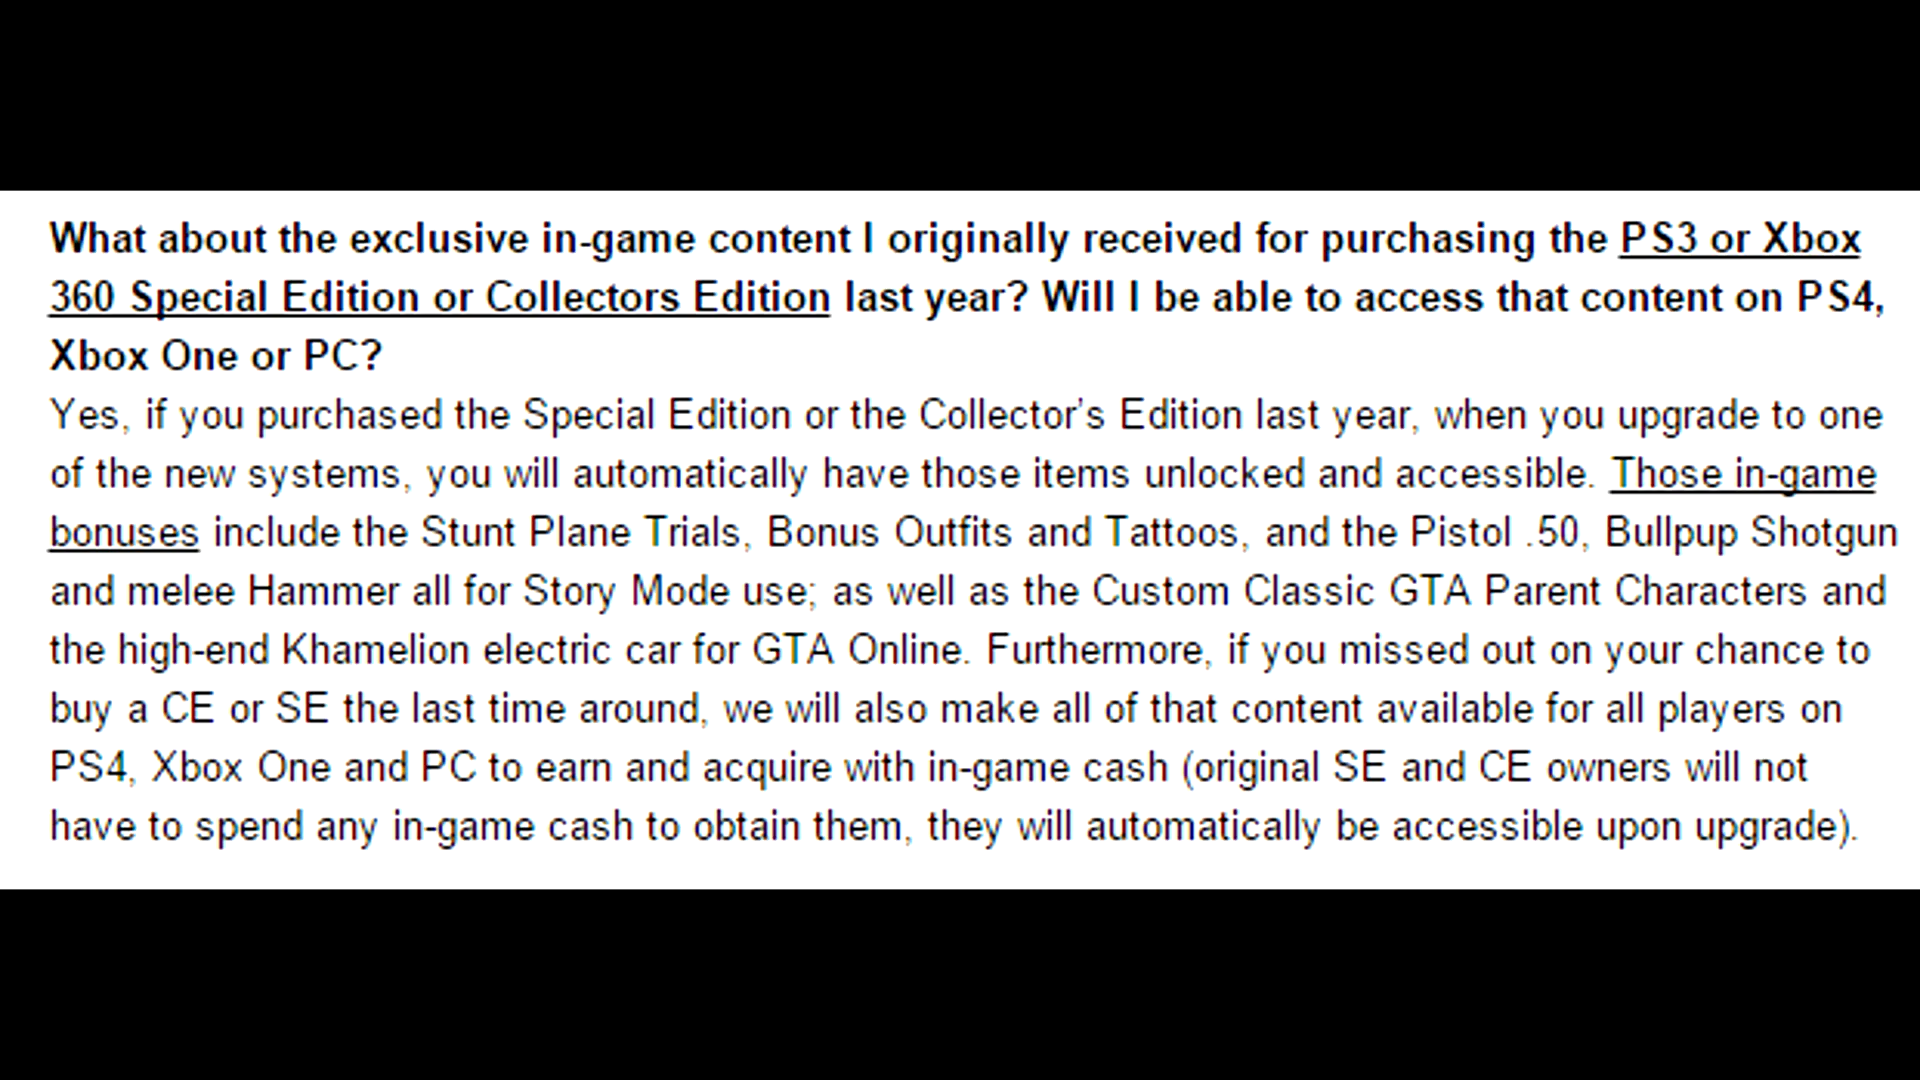 What about the exclusive in-game content I originally received for purchasing the PS3 or Xbox
360 Special Edition or Collectors Edition last year? Will I be able to access that content on PS4,
Xbox One or PC?
Yes, if you purchased the Special Edition or the Collector's Edition last year, when you upgrade to one
of the new systems, you will automatically have those items unlocked and accessible. Those in-game
bonuses include the Stunt Plane Trials, Bonus Outfits and Tattoos, and the Pistol .50, Bullpup Shotgun
and melee Hammer all for Story Mode use; as well as the Custom Classic GTA Parent Characters and
the high-end Khamelion electric car for GTA Online. Furthermore, if you missed out on your chance to
buy a CE or SE the last time around, we will also make all of that content available for all players on
PS4, Xbox One and PC to earn and acquire with in-game cash (original SE and CE owners will not
have to spend any in-game cash to obtain them, they will automatically be accessible upon upgrade).